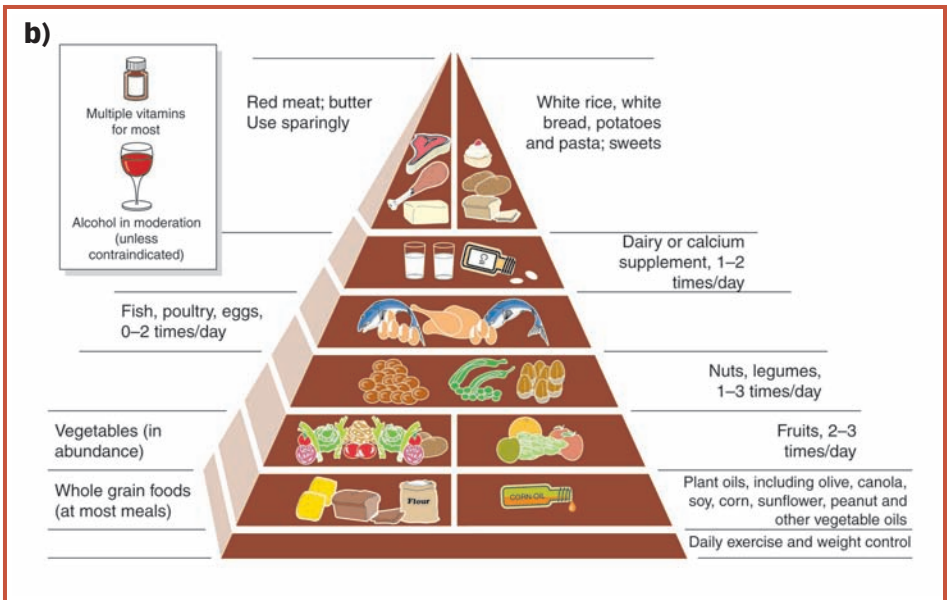 b)
Multiple vitamins
for most
Alcohol in moderation
(unless
contraindicated)
Red meat; butter
Use sparingly
White rice, white
bread, potatoes
and pasta; sweets
Dairy or calcium
supplement, 1–2
times/day
Ca
Fish, poultry, eggs,
0–2 times/day
Nuts, legumes,
1–3 times/day
Vegetables (in
abundance)
Fruits, 2–3
times/day
Whole grain foods
(at most meals)
Flour
CORN OIL
Plant oils, including olive, canola,
soy, corn, sunflower, peanut and
other vegetable oils
Daily exercise and weight control